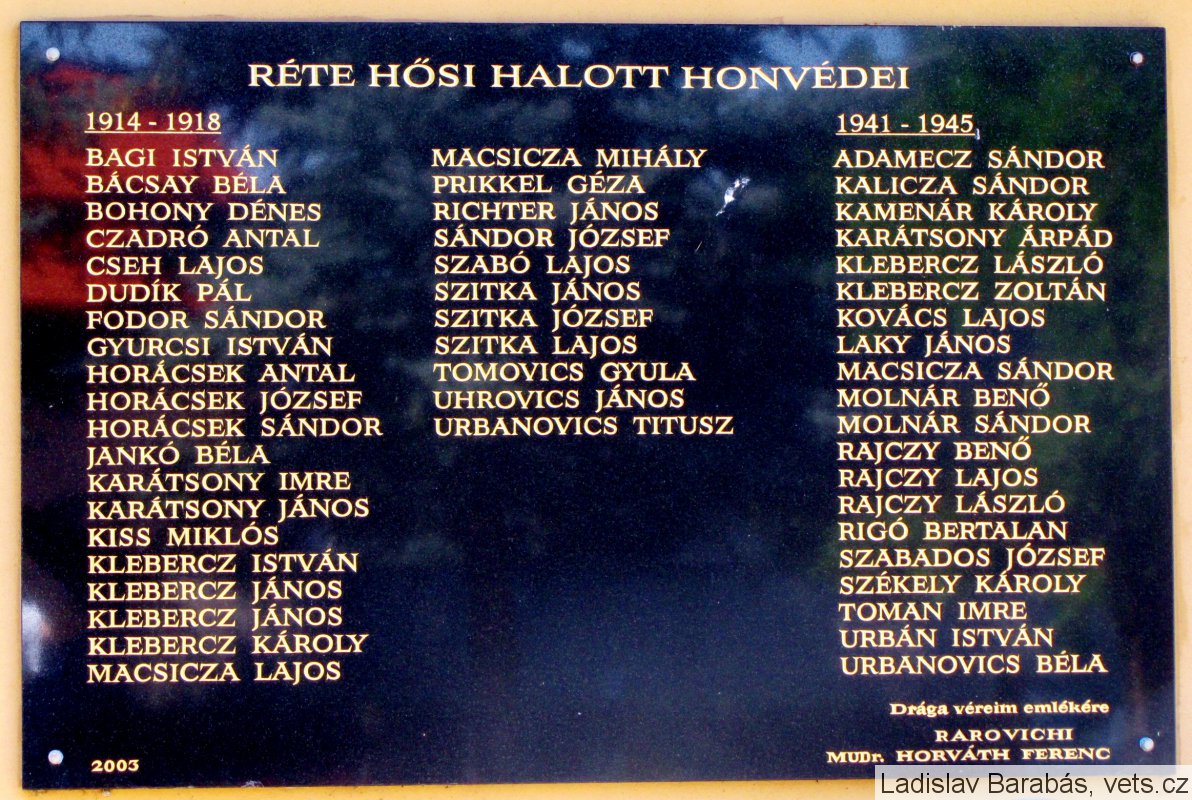 RÉTE HŐSI HALOTT HONVÉDEI
1914 - 1918
BAGI ISTVÁN
BÁCSAY BÉLA
BOHONY DÉNES
CZADRÓ ANTAL
CSEH LAJOS
DUDÍK PÁL
FODOR SÁNDOR
GYURCSI ISTVÁN
HORÁCSEK ANTAL
HORÁCSEK JÓZSEF
HORÁCSEK SÁNDOR
JANKÓ BÉLA
KARÁTSONY IMRE
KARÁTSONY JÁNOS
KISS MIKLÓS
KLEBERCZ ISTVÁN
KLEBERCZ JÁNOS
KLEBERCZ JÁNOS
KLEBERCZ KÁROLY
MACSICZA LAJOS
MACSICZA MIHÁLY
PRIKKEL GÉZA
RICHTER JÁNOS
SÁNDOR JÓZSEF
SZABÓ LAJOS
SZITKA JÁNOS
SZITKA JÓZSEF
SZITKA LAJOS
TOMOVICS GYULA
UHROVICS JÁNOS
URBANOVICS TITUSZ
1941 - 1945
ADAMECZ SÁNDOR
KALICZA SÁNDOR
KAMENÁR KÁROLY
KARÁTSONY ÁRPÁD
KLEBERCZ LÁSZLÓ
KLEBERCZ ZOLTÁN
KOVÁCS LAJOS
LAKY JÁNOS
MACSICZA SÁNDOR
MOLNÁR BENŐ
MOLNÁR SÁNDOR
RAJCZY BENŐ
RAJCZY LAJOS
RAJCZY LÁSZLÓ
RIGÓ BERTALAN
SZABADOS JÓZSEF
SZÉKELY KÁROLY
TOMAN IMRE
URBÁN ISTVÁN
URBANOVICS BÉLA
Drága véreim emlékére
RAROVICHI
MUDr. HORVÁTH FERENC
2003
Ladislav Barabás, vets.cz